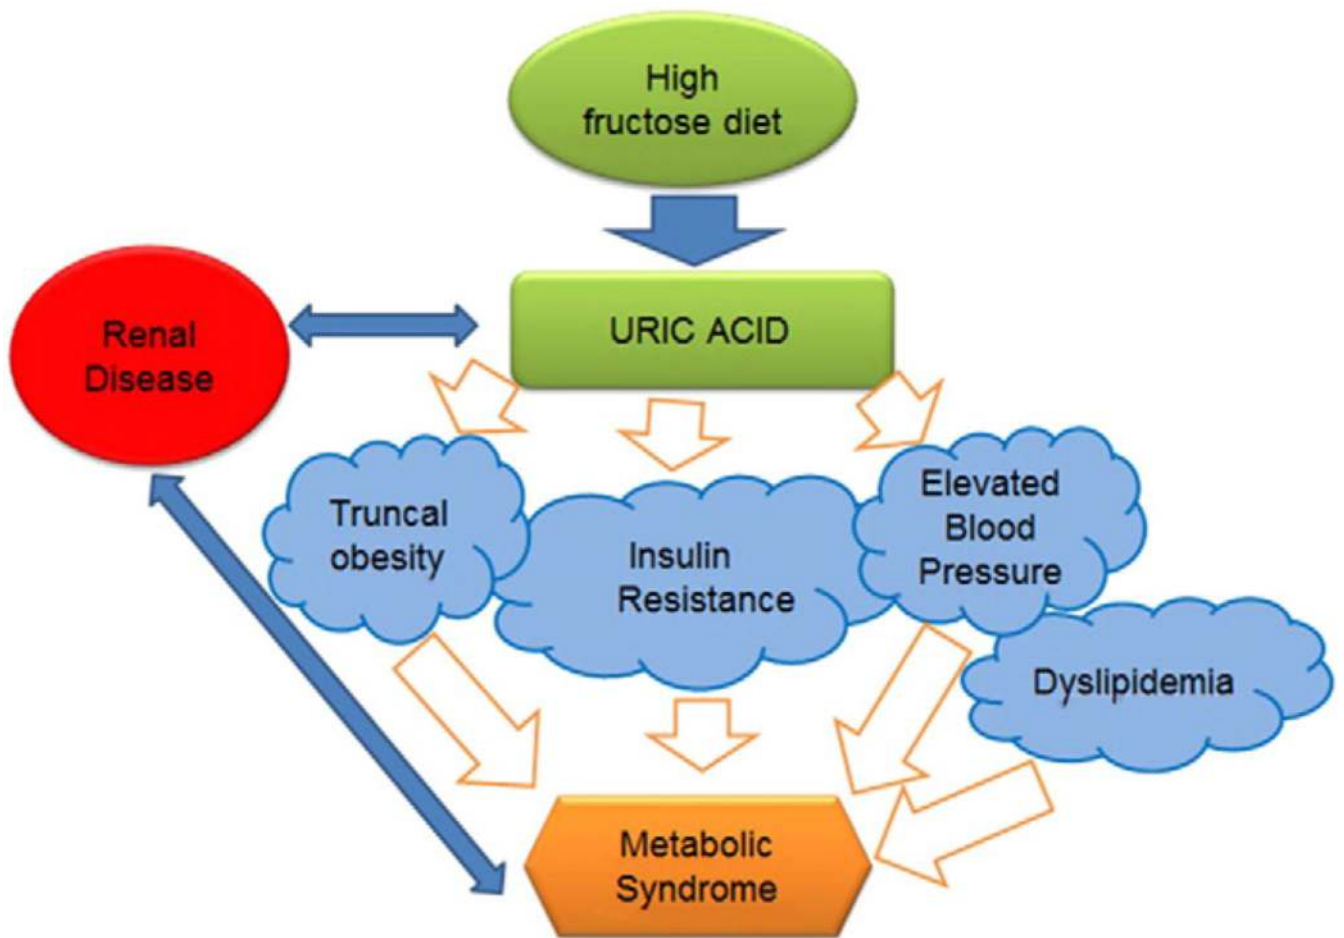 High
fructose diet
URIC ACID
Renal
Disease
Truncal
obesity
Insulin
Resistance
Elevated
Blood
Pressure
Dyslipidemia
Metabolic
Syndrome